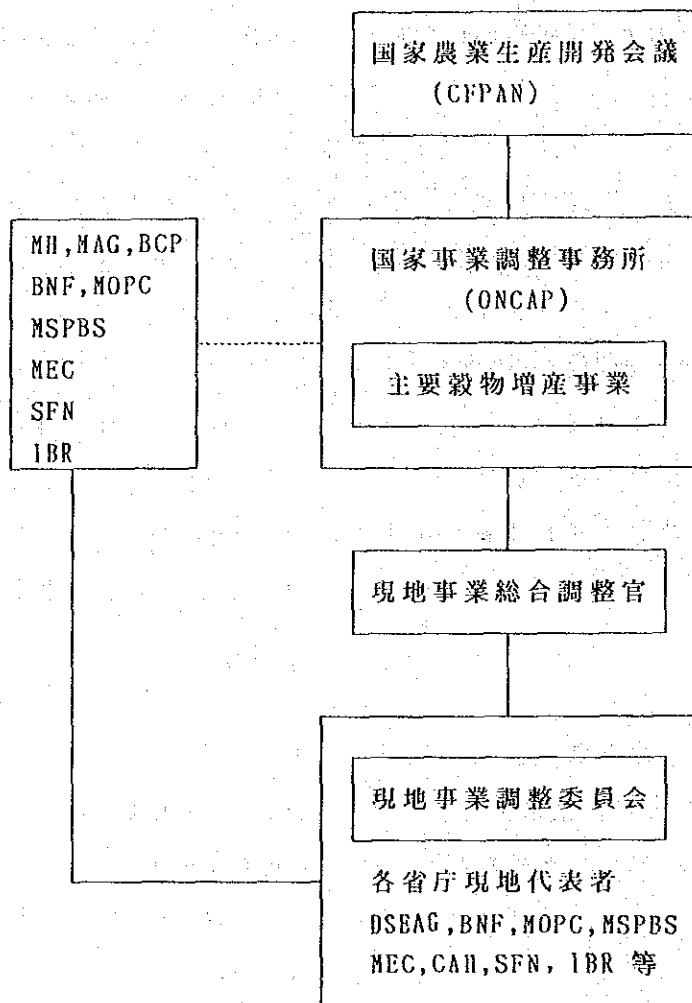 国家農業生産開発会議
(CFPAN)
MH,MAG,BCP
BNF,MOPC
MSPBS
MEC
SFN
IBR
国家事業調整事務所
(ONCAP)
主要穀物増産事業
現地事業総合調整官
現地事業調整委員会
各省庁現地代表者
DSEAG,BNF,MOPC,MSPBS
MEC,CAH,SFN, IBR 等